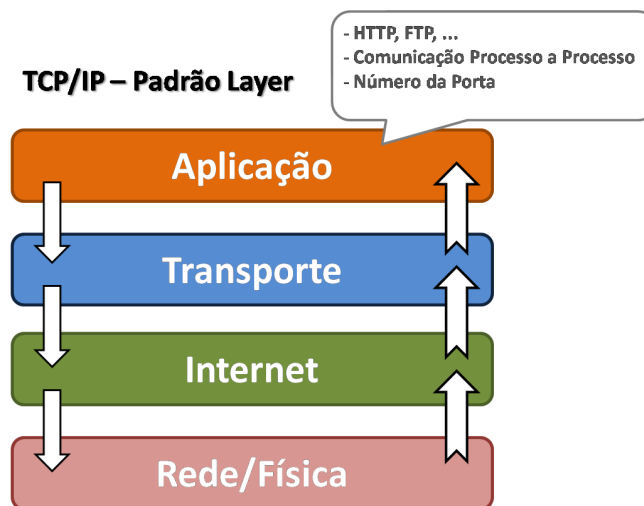 - HTTP, FTP, ...
- Comunicação Processo a Processo
- Número da Porta
TCP/IP – Padrão Layer
Aplicação
Transporte
Internet
Rede/Física